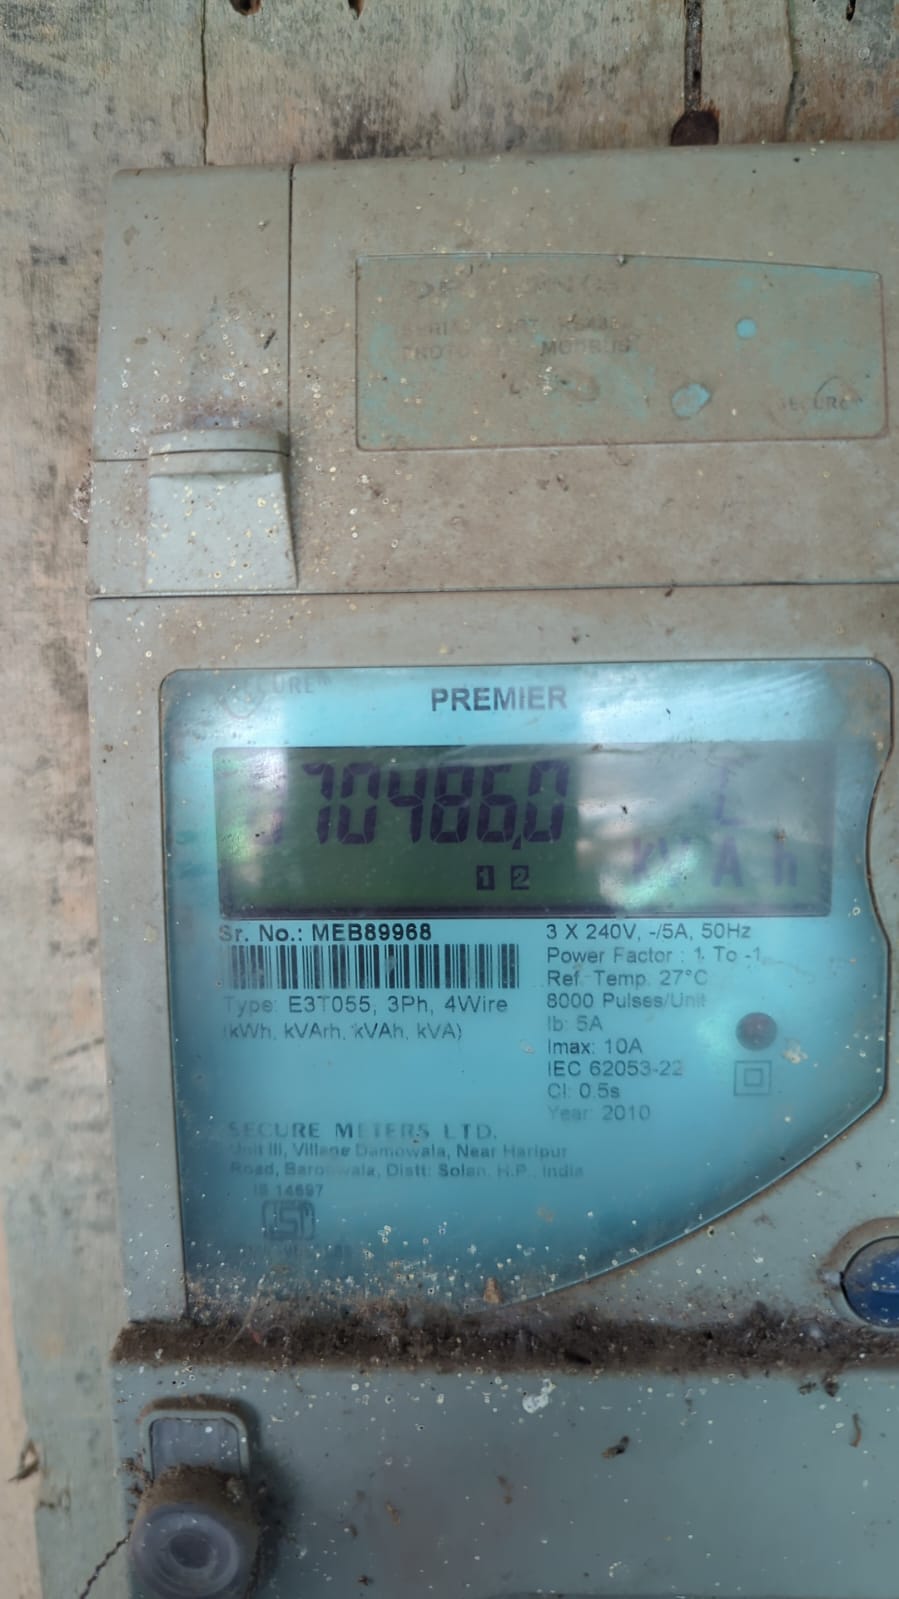 SECURE
PREMIER
70486.0
kVAh
1 2
Sr. No.: MEB89968
Type: E3T055, 3Ph, 4Wire
(kWh, kVArh, kVAh, kVA)
3 X 240V, -/5A, 50Hz
Power Factor : 1 To -1
Ref. Temp. 27°C
8000 Pulses/Unit
Ib: 5A
Imax: 10A
IEC 62053-22
Cl: 0.5s
Year: 2010
SECURE METERS LTD.
Unit III, Village Damowala, Near Haripur
Road, Distt: Solan, H.P., India
IS 14697